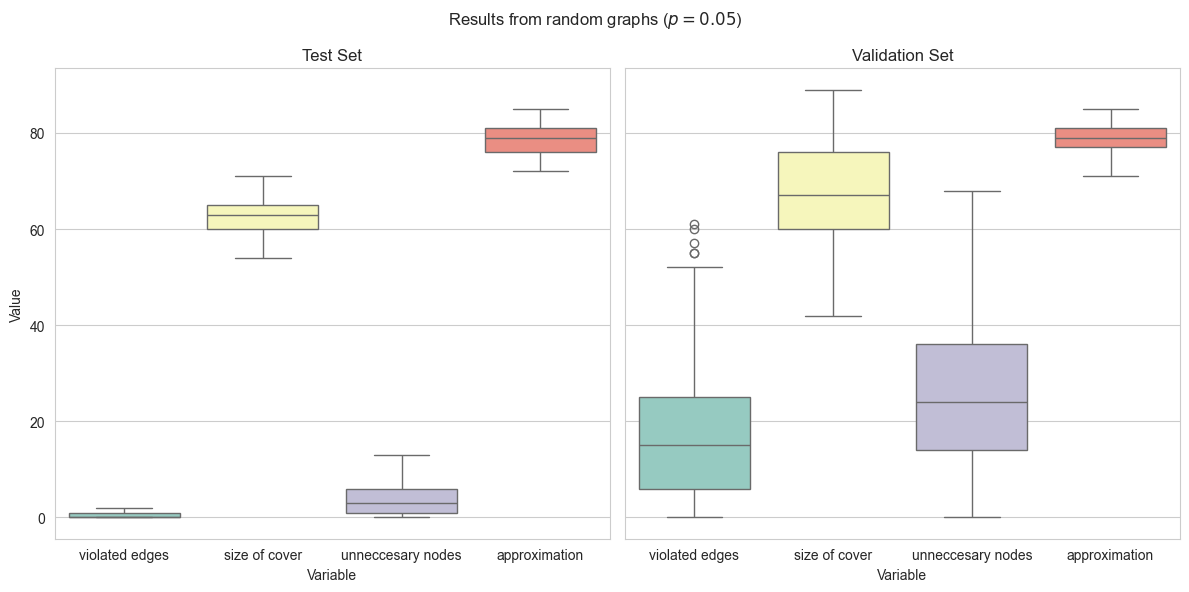 Results from random graphs (p = 0.05)
Test Set
Validation Set
Value
80
60
40
20
0
violated edges size of cover unneccesary nodes approximation
Variable
violated edges size of cover unneccesary nodes approximation
Variable